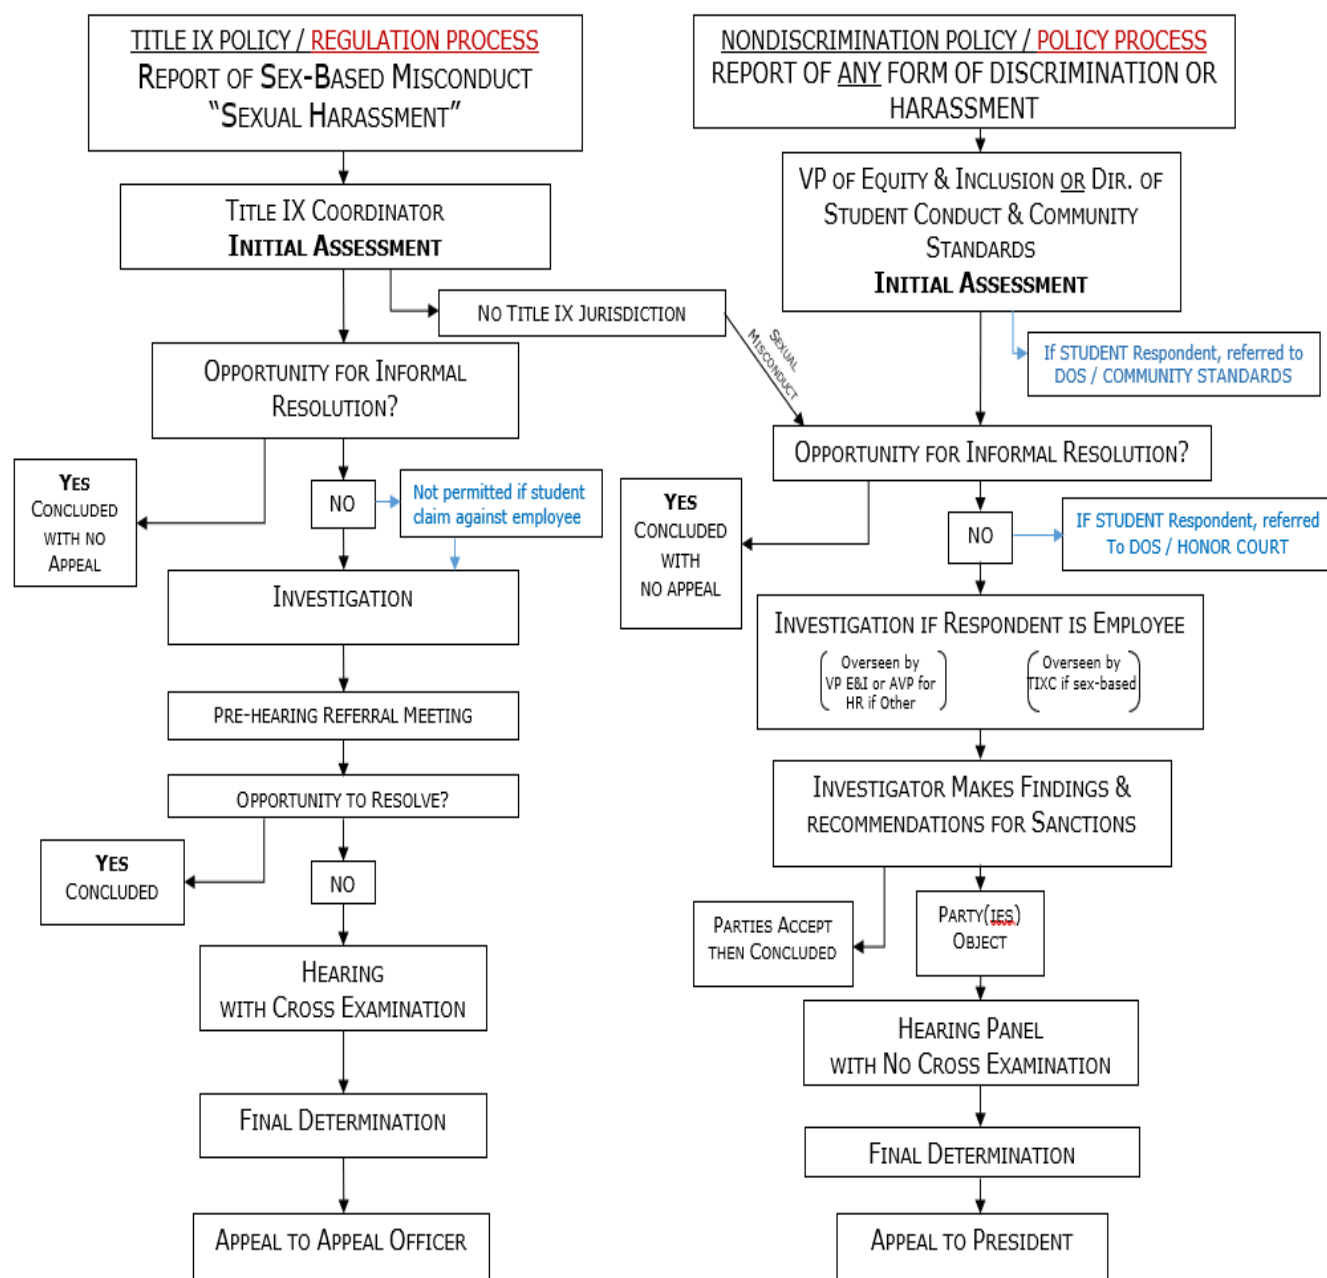 TITLE IX POLICY / REGULATION PROCESS
REPORT OF SEX-BASED MISCONDUCT
“SEXUAL HARASSMENT”
TITLE IX COORDINATOR
INITIAL ASSESSMENT
NO TITLE IX JURISDICTION
SEXUAL
MISCONDUCT
OPPORTUNITY FOR INFORMAL
RESOLUTION?
YES
CONCLUDED
WITH NO
APPEAL
NO
Not permitted if student
claim against employee
INVESTIGATION
PRE-HEARING REFERRAL MEETING
OPPORTUNITY TO RESOLVE?
YES
CONCLUDED
NO
HEARING
WITH CROSS EXAMINATION
FINAL DETERMINATION
APPEAL TO APPEAL OFFICER
NONDISCRIMINATION POLICY / POLICY PROCESS
REPORT OF ANY FORM OF DISCRIMINATION OR
HARASSMENT
VP OF EQUITY & INCLUSION OR DIR. OF
STUDENT CONDUCT & COMMUNITY
STANDARDS
INITIAL ASSESSMENT
If STUDENT Respondent, referred to
DOS / COMMUNITY STANDARDS
OPPORTUNITY FOR INFORMAL RESOLUTION?
YES
CONCLUDED
WITH
NO APPEAL
NO
IF STUDENT Respondent, referred
To DOS / HONOR COURT
INVESTIGATION IF RESPONDENT IS EMPLOYEE
Overseen by
VP E&I or AVP for
HR if Other
Overseen by
TIXC if sex-based
INVESTIGATOR MAKES FINDINGS &
RECOMMENDATIONS FOR SANCTIONS
PARTIES ACCEPT
THEN CONCLUDED
PARTY(IES)
OBJECT
HEARING PANEL
WITH NO CROSS EXAMINATION
FINAL DETERMINATION
APPEAL TO PRESIDENT